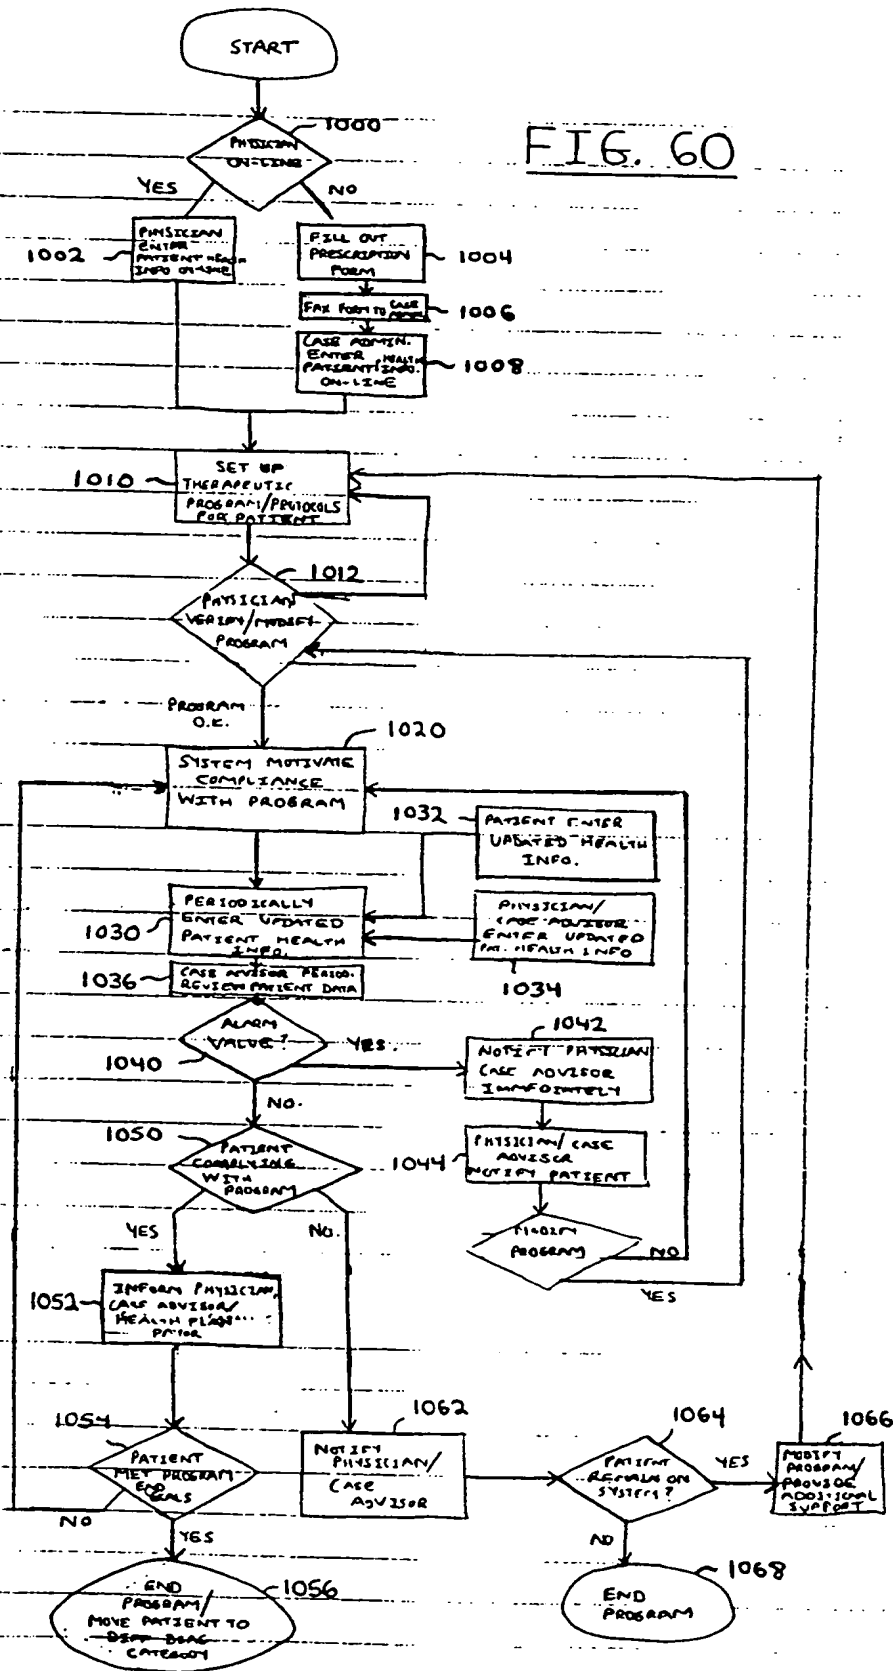 START
1000
FIG. 60
PHYSICIAN
ON-LINE
YES
NO
PHYSICIAN
ENTER
PATIENT HEALTH
INFO ON-LINE
1002
FILL OUT
PRESCRIPTION
FORM
1004
FAX FORM TO CASE
ADMIN.
1006
CASE ADMIN.
ENTER HEALTH
PATIENT INFO.
ON-LINE
1008
SET UP
THERAPEUTIC
PROGRAM/PROTOCOLS
FOR PATIENT
1010
1012
PHYSICIAN
VERIFY/MODIFY
PROGRAM
PROGRAM
O.K.
1020
SYSTEM MOTIVATE
COMPLIANCE
WITH PROGRAM
1032
PATIENT ENTER
UPDATED HEALTH
INFO.
PERIODICALLY
ENTER UPDATED
PATIENT HEALTH
INFO.
1030
PHYSICIAN/
CASE ADVISOR
ENTER UPDATED
PAT. HEALTH INFO
1034
1036
CASE ADVISOR PERIOD.
REVIEW PATIENT DATA
ALARM
VALUE?
1040
YES.
1042
NOTIFY PHYSICIAN
CASE ADVISOR
IMMEDIATELY
NO.
1050
PATIENT
COMPLYING
WITH
PROGRAM
1044
PHYSICIAN/CASE
ADVISOR
NOTIFY PATIENT
YES
NO.
MODIFY
PROGRAM
NO
YES
1052
INFORM PHYSICIAN,
CASE ADVISOR/
HEALTH PLAN
PAYOR
1054
PATIENT
MET PROGRAM
END
GOALS
NO
YES
1062
NOTIFY
PHYSICIAN/
CASE
ADVISOR
1064
PATIENT
REMAIN ON
SYSTEM?
YES
NO
1066
MODIFY
PROGRAM/
PROVIDE
ADDITIONAL
SUPPORT
1056
END
PROGRAM/
MOVE PATIENT TO
DIFF DIAG
CATEGORY
1068
END
PROGRAM